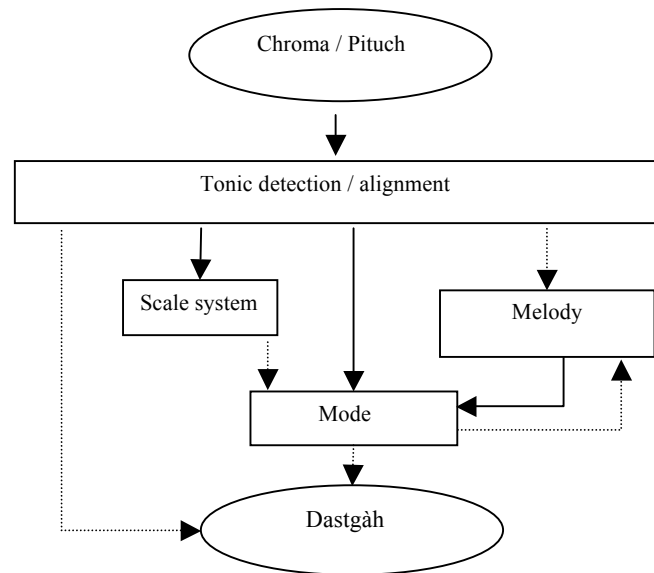 Chroma / Pituch
Tonic detection / alignment
Scale system
Melody
Mode
Dastgàh